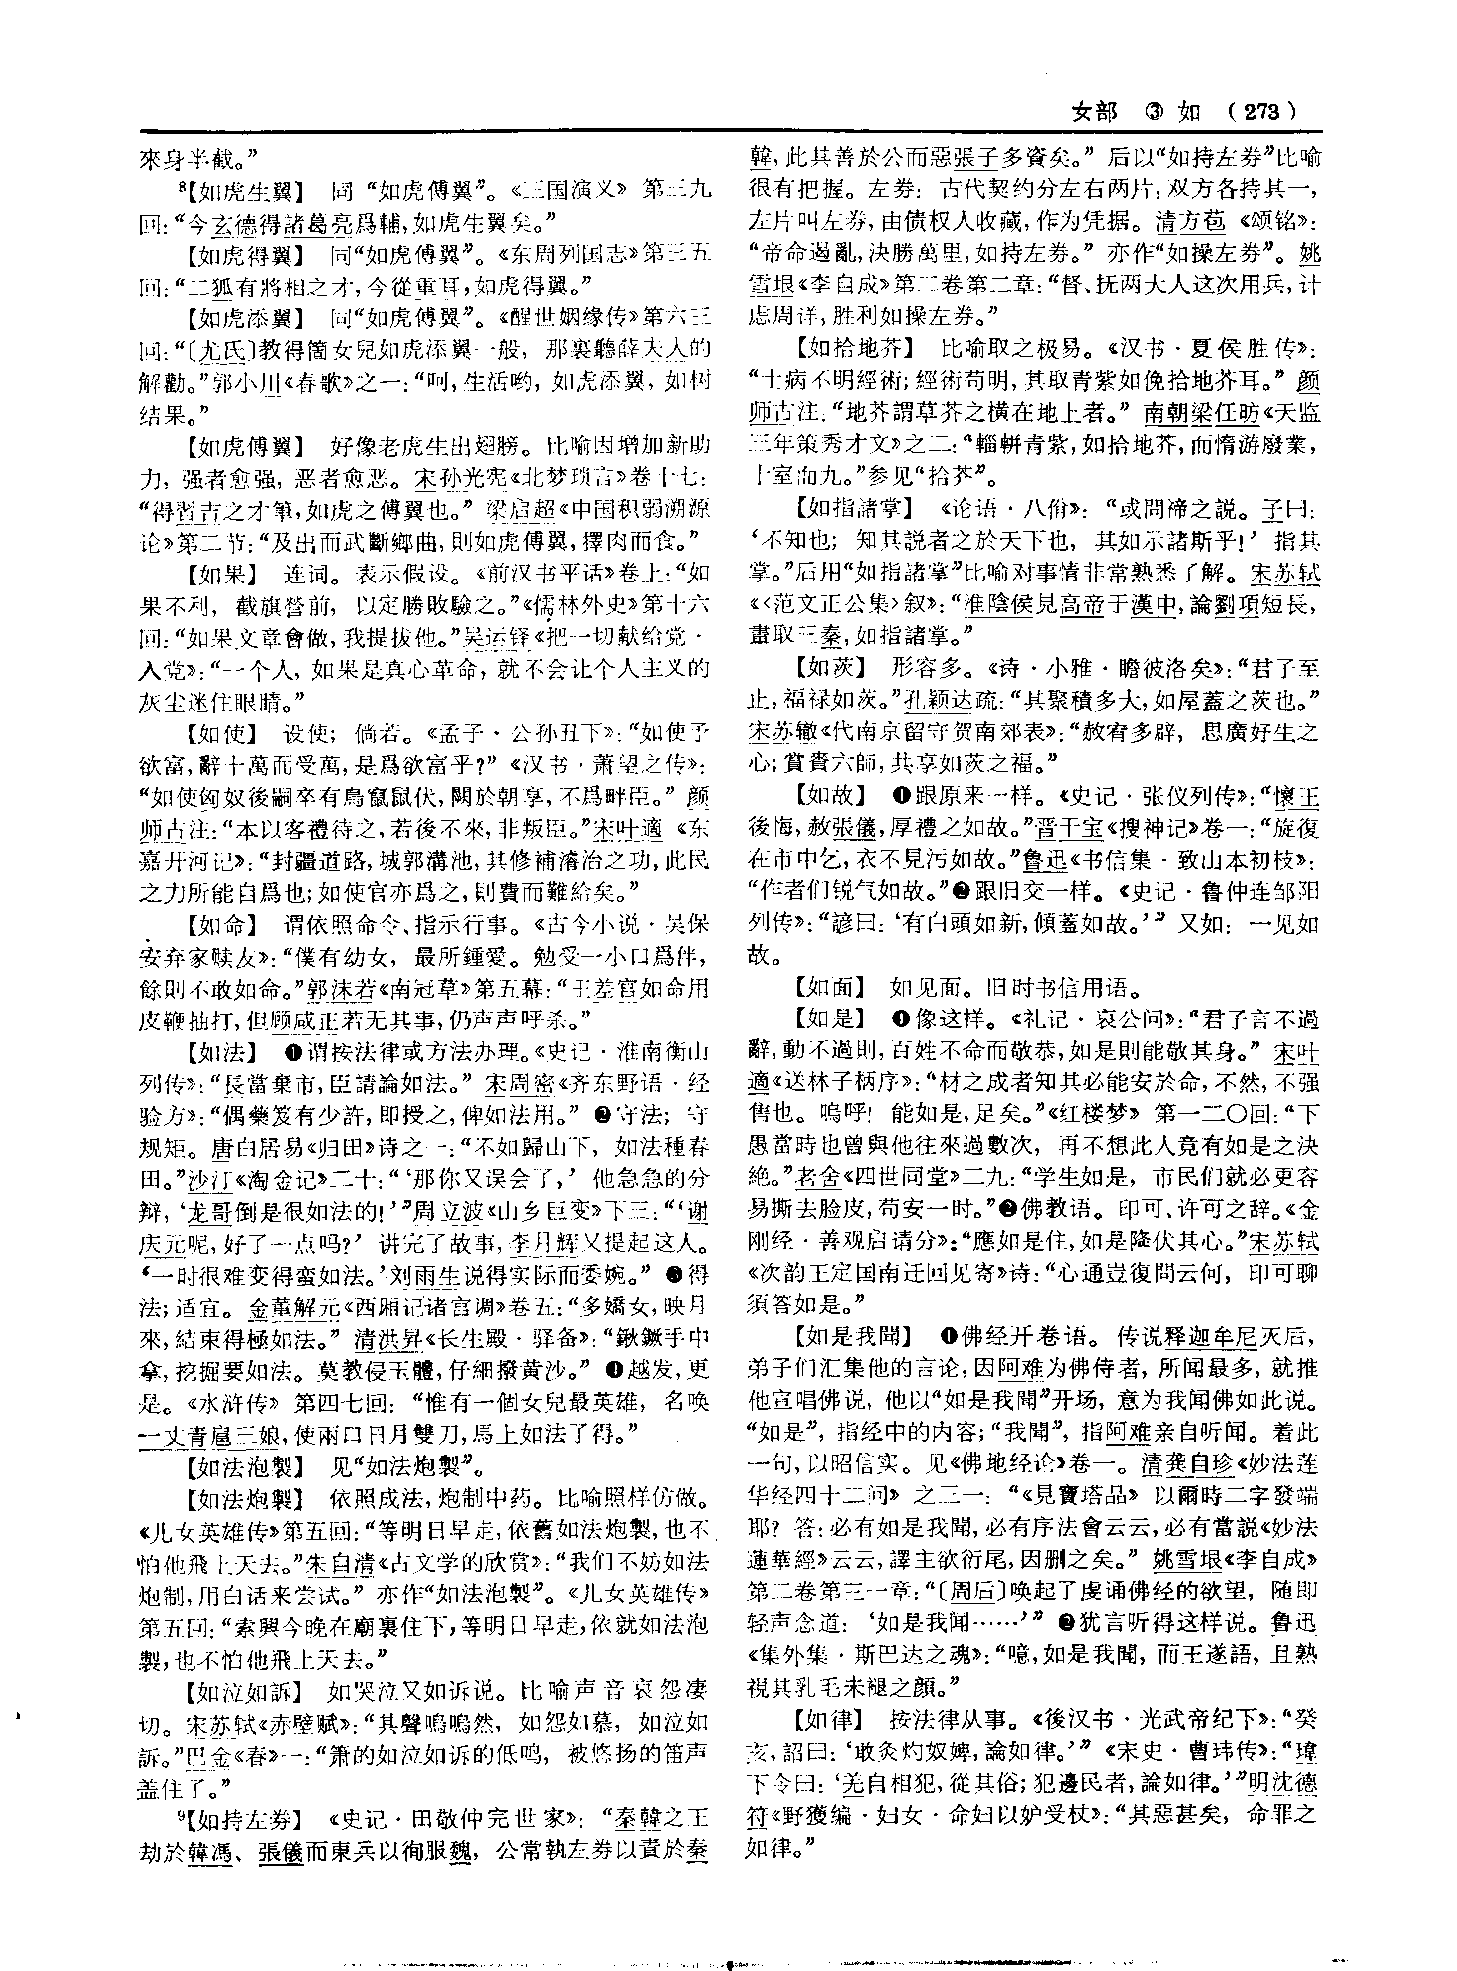 女部 ③ 如 (273)
來身半截。”
⁸【如虎生翼】 同“如虎傅翼”。《三国演义》第三九
回：“今玄德得諸葛亮爲輔，如虎生翼矣。”
【如虎得翼】 同“如虎傅翼”。《东周列国志》第三五
回：“二狐有將相之才，今從重耳，如虎得翼。”
【如虎添翼】 同“如虎傅翼”。《醒世姻缘传》第六三
回：“〔尤氏〕教得箇女兒如虎添翼一般，那裏聽薛夫人的
解勸。”郭小川《春歌》之一：“呵，生活哟，如虎添翼，如树
结果。”
【如虎傅翼】 好像老虎生出翅膀。比喻因增加新助
力，强者愈强，恶者愈恶。宋孙光宪《北梦琐言》卷十七：
“得習吉之才筆，如虎之傅翼也。” 梁启超《中国积弱溯源
论》第二节：“及出而武斷鄉曲，則如虎傅翼，擇肉而食。”
【如果】 连词。表示假设。《前汉书平话》卷上：“如
果不利，截旗營前，以定勝敗驗之。”《儒林外史》第十六
回：“如果文章會做，我提拔他。”吴运铎《把一切献给党·
入党》：“一个人，如果是真心革命，就不会让个人主义的
灰尘迷住眼睛。”
【如使】 设使；倘若。《孟子·公孙丑下》：“如使予
欲富，辭十萬而受萬，是爲欲富乎？”《汉书·萧望之传》：
“如使匈奴後嗣卒有鳥竄鼠伏，闕於朝享，不爲畔臣。” 颜
师古注：“本以客禮待之，若後不來，非叛臣。”宋叶適《东
嘉开河记》：“封疆道路，城郭溝池，其修補濬治之功，此民
之力所能自爲也；如使官亦爲之，則費而難給矣。”
【如命】 谓依照命令、指示行事。《古今小说·吴保
安弃家赎友》：“僕有幼女，最所鍾愛。勉受一小口爲伴，
餘則不敢如命。”郭沫若《南冠草》第五幕：“王差官如命用
皮鞭抽打，但顾咸正若无其事，仍声声呼杀。”
【如法】 ❶谓按法律或方法办理。《史记·淮南衡山
列传》：“長當棄市，臣請論如法。” 宋周密《齐东野语·经
验方》：“偶藥笈有少許，即授之，俾如法用。” ❷守法；守
规矩。唐白居易《归田》诗之一：“不如歸山下，如法種春
田。”沙汀《淘金记》二十：“‘那你又误会了，’他急急的分
辩，‘龙哥倒是很如法的！’”周立波《山乡巨变》下三：“‘谢
庆元呢，好了一点吗？’讲完了故事，李月辉又提起这人。
‘一时很难变得蛮如法。’刘雨生说得实际而委婉。” ❸得
法；适宜。 金董解元《西厢记诸宫调》卷五：“多嬌女，映月
來，結束得極如法。” 清洪昇《长生殿·驿备》：“鍬鐝手中
拿，挖掘要如法。莫教侵玉體，仔細撥黄沙。” ❹越发，更
是。《水浒传》第四七回：“惟有一個女兒最英雄，名唤
一丈青扈三娘，使兩口日月雙刀，馬上如法了得。”
【如法泡製】 见“如法炮製”。
【如法炮製】 依照成法，炮制中药。比喻照样仿做。
《儿女英雄传》第五回：“等明日早走，依舊如法炮製，也不
怕他飛上天去。”朱自清《古文学的欣赏》：“我们不妨如法
炮制，用白话来尝试。” 亦作“如法泡製”。《儿女英雄传》
第五回：“索興今晚在廟裏住下，等明日早走，依就如法泡
製，也不怕他飛上天去。”
【如泣如訴】 如哭泣又如诉说。比喻声音哀怨凄
切。宋苏轼《赤壁赋》：“其聲嗚嗚然，如怨如慕，如泣如
訴。”巴金《春》一：“箫的如泣如诉的低鸣，被悠扬的笛声
盖住了。”
⁹【如持左劵】 《史记·田敬仲完世家》：“秦韓之王
劫於韓馮、張儀而東兵以徇服魏，公常執左劵以責於秦
韓，此其善於公而惡張子多資矣。” 后以“如持左劵”比喻
很有把握。左劵：古代契约分左右两片，双方各持其一，
左片叫左劵，由债权人收藏，作为凭据。 清方苞《颂铭》：
“帝命遏亂，決勝萬里，如持左劵。” 亦作“如操左劵”。姚
雪垠《李自成》第二卷第二章：“督、抚两大人这次用兵，计
虑周详，胜利如操左劵。”
【如拾地芥】 比喻取之极易。《汉书·夏侯胜传》：
“士病不明經術；經術苟明，其取青紫如俛拾地芥耳。” 颜
师古注：“地芥謂草芥之横在地上者。” 南朝梁任昉《天监
三年策秀才文》之二：“輜軿青紫，如拾地芥，而惰游廢業，
十室而九。”参见“拾芥”。
【如指諸掌】 《论语·八佾》：“或問禘之説。子曰：
‘不知也；知其説者之於天下也，其如示諸斯乎！’指其
掌。”后用“如指諸掌”比喻对事情非常熟悉了解。宋苏轼
《〈范文正公集〉叙》：“淮陰侯見高帝于漢中，論劉項短長，
畫取三秦，如指諸掌。”
【如茨】 形容多。《诗·小雅·瞻彼洛矣》：“君子至
止，福禄如茨。”孔颖达疏：“其聚積多大，如屋蓋之茨也。”
宋苏辙《代南京留守贺南郊表》：“赦宥多辟，思廣好生之
心；賞賚六師，共享如茨之福。”
【如故】 ❶跟原来一样。《史记·张仪列传》：“懷王
後悔，赦張儀，厚禮之如故。”晋干宝《搜神记》卷一：“旋復
在市中乞，衣不見污如故。”鲁迅《书信集·致山本初枝》：
“作者们锐气如故。”❷跟旧交一样。《史记·鲁仲连邹阳
列传》：“諺曰：‘有白頭如新，傾蓋如故。’” 又如：一见如
故。
【如面】 如见面。旧时书信用语。
【如是】 ❶像这样。《礼记·哀公问》：“君子言不過
辭，動不過則，百姓不命而敬恭，如是則能敬其身。” 宋叶
適《送林子柄序》：“材之成者知其必能安於命，不然，不强
售也。嗚呼！能如是，足矣。”《红楼梦》第一二〇回：“下
愚當時也曾與他往來過數次，再不想此人竟有如是之決
絶。”老舍《四世同堂》二九：“学生如是，市民们就必更容
易撕去脸皮，苟安一时。”❷佛教语。印可、许可之辞。《金
刚经·善观启请分》：“應如是住，如是降伏其心。”宋苏轼
《次韵王定国南迁回见寄》诗：“心通豈復問云何，印可聊
須答如是。”
【如是我聞】 ❶佛经开卷语。传说释迦牟尼灭后，
弟子们汇集他的言论，因阿难为佛侍者，所闻最多，就推
他宣唱佛说，他以“如是我聞”开场，意为我闻佛如此说。
“如是”，指经中的内容；“我聞”，指阿难亲自听闻。着此
一句，以昭信实。见《佛地经论》卷一。清龚自珍《妙法莲
华经四十二问》之三一：“《見寶塔品》以爾時二字發端
耶？答：必有如是我聞，必有序法會云云，必有當説《妙法
蓮華經》云云，譯主欲衍尾，因删之矣。” 姚雪垠《李自成》
第二卷第三一章：“〔周后〕唤起了虔诵佛经的欲望，随即
轻声念道：‘如是我闻……’” ❷犹言听得这样说。鲁迅
《集外集·斯巴达之魂》：“噫，如是我聞，而王遂語，且熟
視其乳毛未褪之顔。”
【如律】 按法律从事。《後汉书·光武帝纪下》：“癸
亥，詔曰：‘敢灸灼奴婢，論如律。’”《宋史·曹玮传》：“瑋
下令曰：‘羌自相犯，從其俗；犯邊民者，論如律。’”明沈德
符《野獲编·妇女·命妇以妒受杖》：“其惡甚矣，命罪之
如律。”